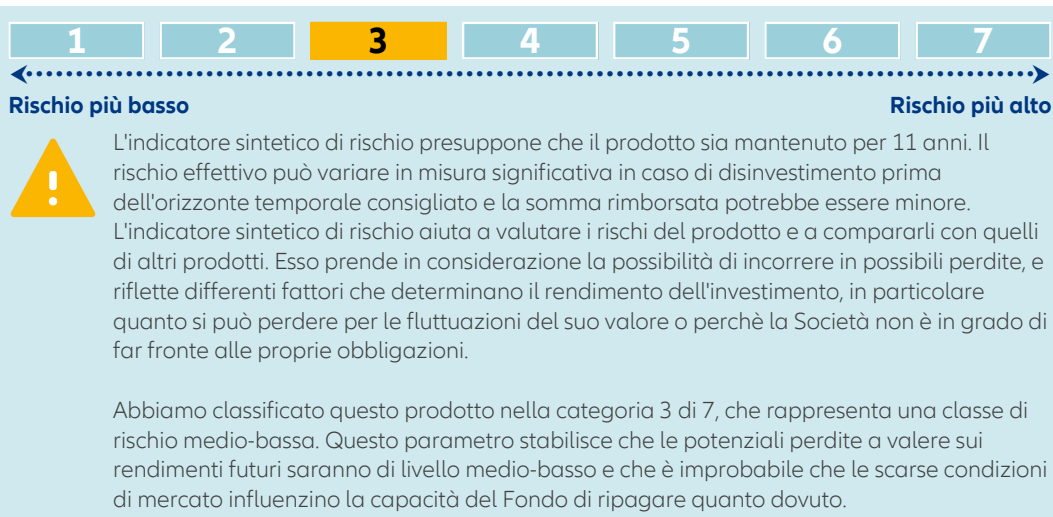 1 2 3 4 5 6 7
Rischio più basso Rischio più alto
L'indicatore sintetico di rischio presuppone che il prodotto sia mantenuto per 11 anni. Il
rischio effettivo può variare in misura significativa in caso di disinvestimento prima
dell'orizzonte temporale consigliato e la somma rimborsata potrebbe essere minore.
L'indicatore sintetico di rischio aiuta a valutare i rischi del prodotto e a compararli con quelli
di altri prodotti. Esso prende in considerazione la possibilità di incorrere in possibili perdite, e
riflette differenti fattori che determinano il rendimento dell'investimento, in particolare
quanto si può perdere per le fluttuazioni del suo valore o perchè la Società non è in grado di
far fronte alle proprie obbligazioni.
Abbiamo classificato questo prodotto nella categoria 3 di 7, che rappresenta una classe di
rischio medio-bassa. Questo parametro stabilisce che le potenziali perdite a valere sui
rendimenti futuri saranno di livello medio-basso e che è improbabile che le scarse condizioni
di mercato influenzino la capacità del Fondo di ripagare quanto dovuto.